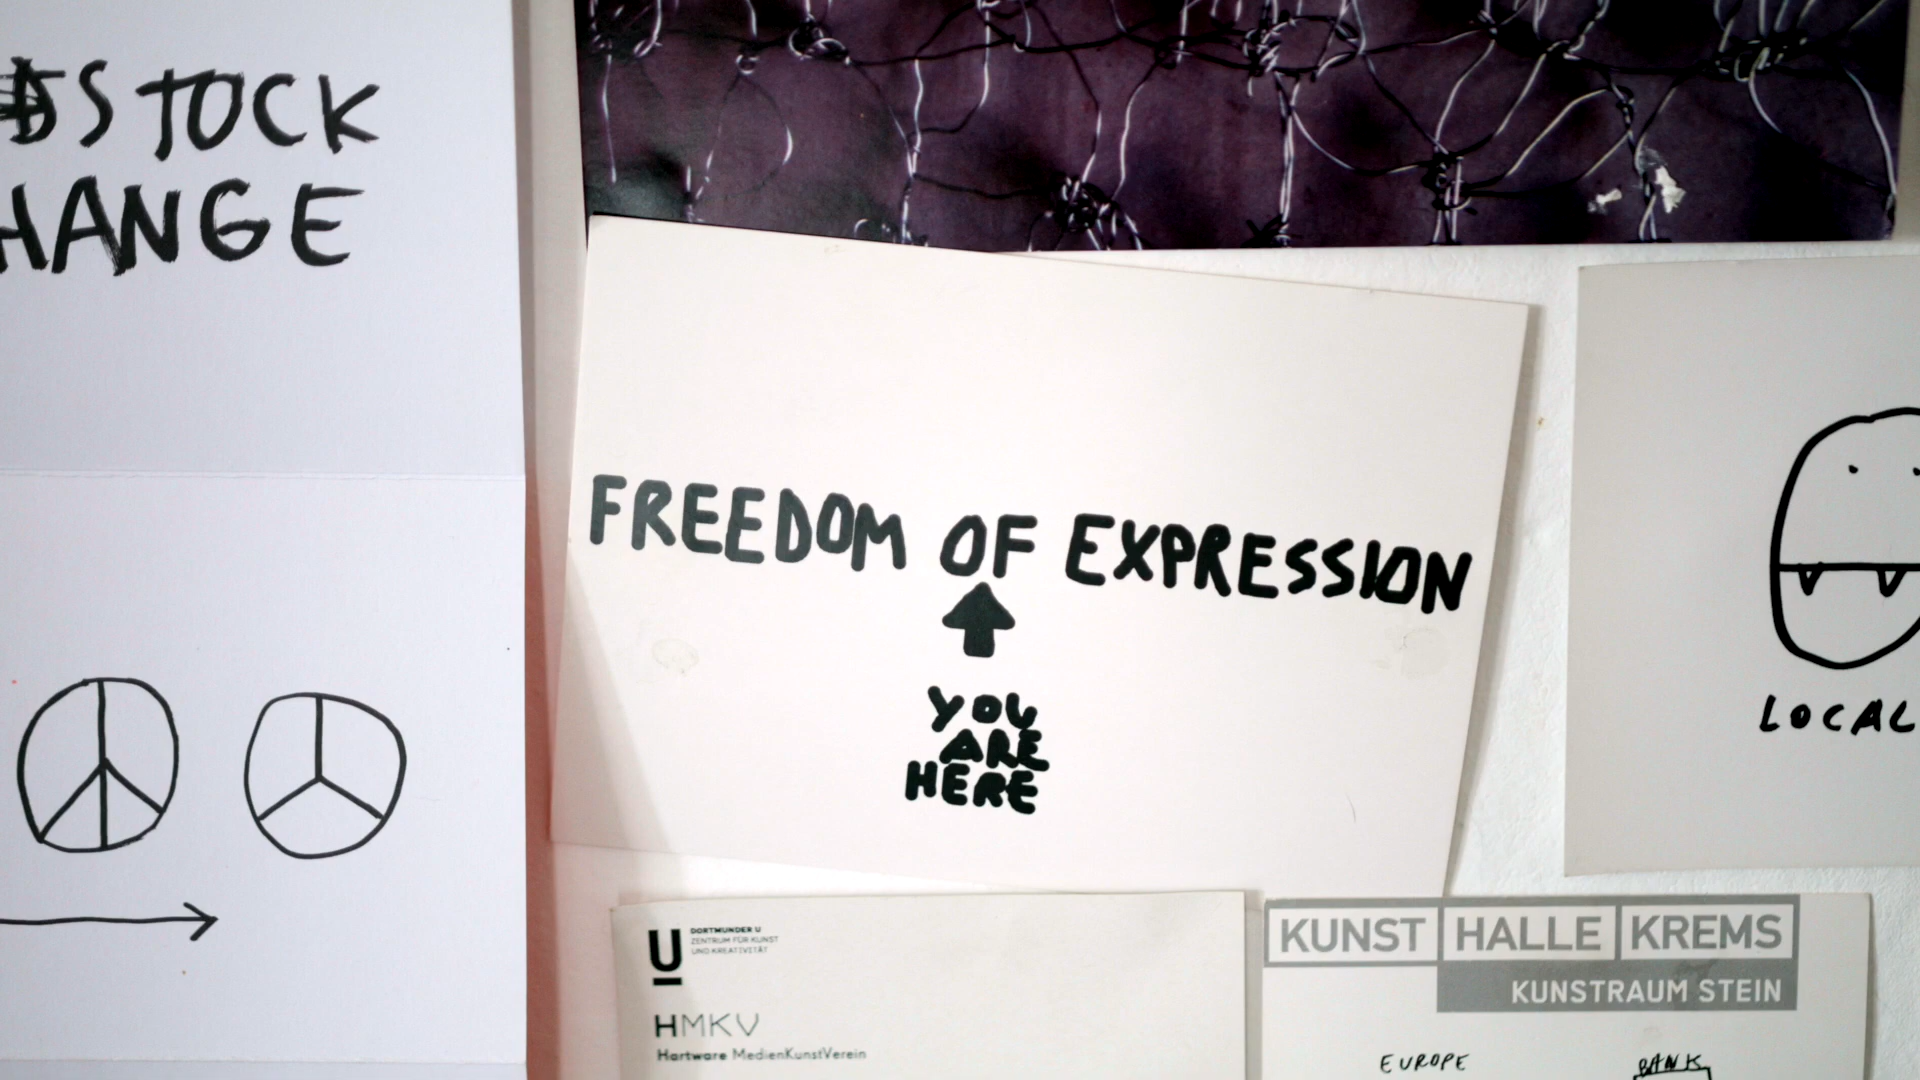 STOCK
HANGE
FREEDOM OF EXPRESSION
YOU
ARE
HERE
LOCAL
U
DORTMUNDER U
ZENTRUM FÜR KUNST
UND KREATIVITÄT
HMKV
Hartware MedienKunstVerein
KUNST HALLE KREMS
KUNSTRAUM STEIN
EUROPE
BANK